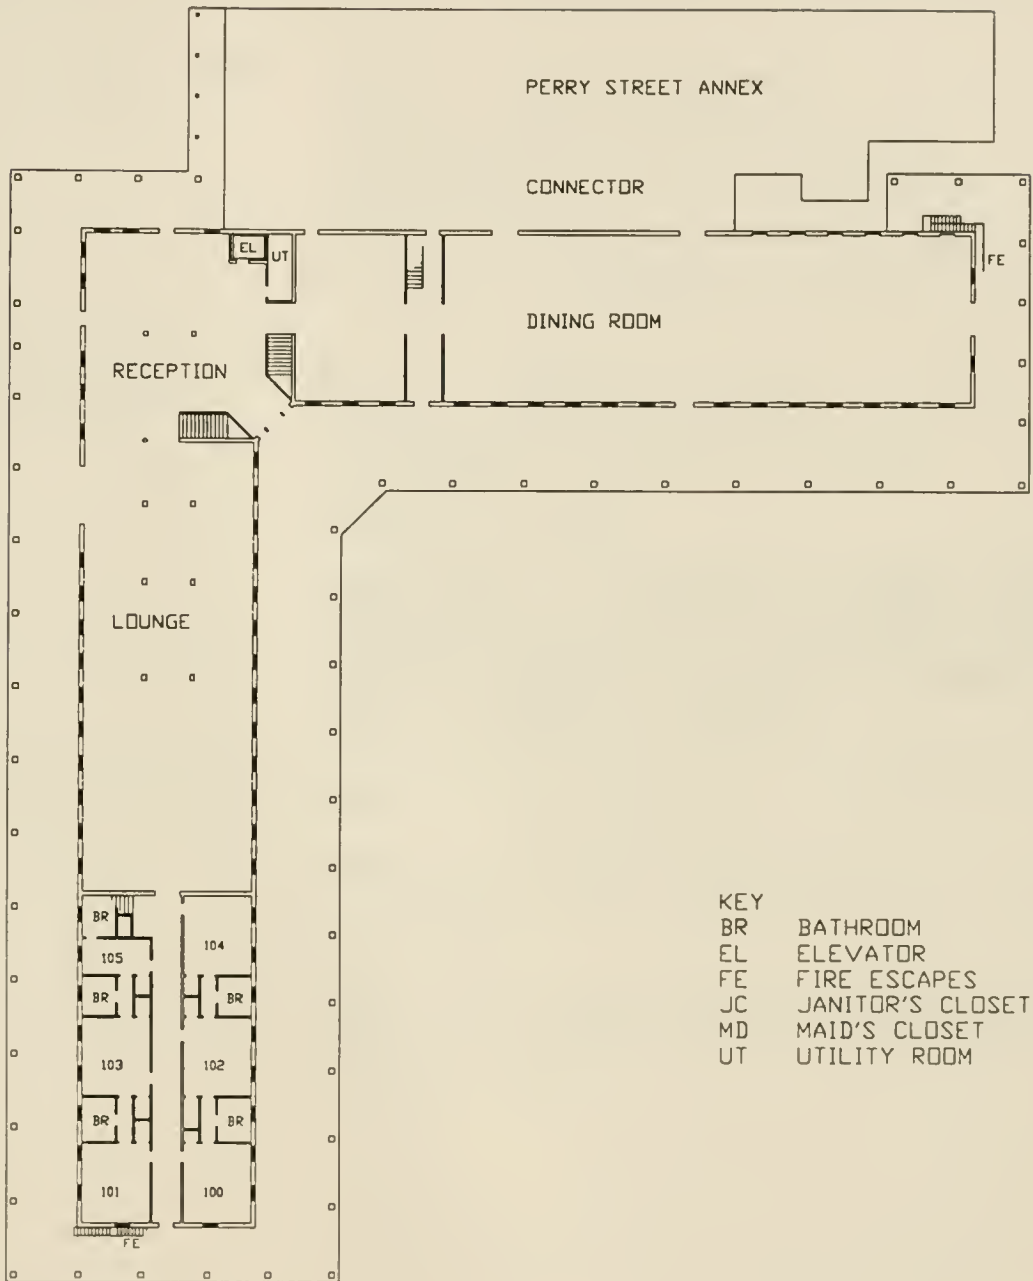 PERRY STREET ANNEX
CONNECTOR
EL
UT
FE
DINING ROOM
RECEPTION
LOUNGE
BR
104
105
BR
BR
103
102
BR
BR
101
100
FE
KEY
BR BATHROOM
EL ELEVATOR
FE FIRE ESCAPES
JC JANITOR'S CLOSET
MD MAID'S CLOSET
UT UTILITY ROOM